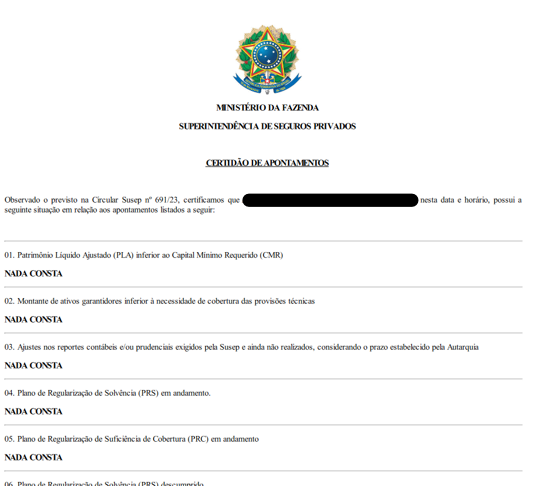 MINISTÉRIO DA FAZENDA
SUPERINTENDÊNCIA DE SEGUROS PRIVADOS
CERTIDÃO DE APONTAMENTOS
Observado o previsto na Circular Susep nº 691/23, certificamos que nesta data e horário, possui a
seguinte situação em relação aos apontamentos listados a seguir:
01. Patrimônio Líquido Ajustado (PLA) inferior ao Capital Mínimo Requerido (CMR)
NADA CONSTA
02. Montante de ativos garantidores inferior à necessidade de cobertura das provisões técnicas
NADA CONSTA
03. Ajustes nos reportes contábeis e/ou prudenciais exigidos pela Susep e ainda não realizados, considerando o prazo estabelecido pela Autarquia
NADA CONSTA
04. Plano de Regularização de Solvência (PRS) em andamento.
NADA CONSTA
05. Plano de Regularização de Suficiência de Cobertura (PRC) em andamento
NADA CONSTA
06. Plano de Regularização de Solvência (PRS) descumprido